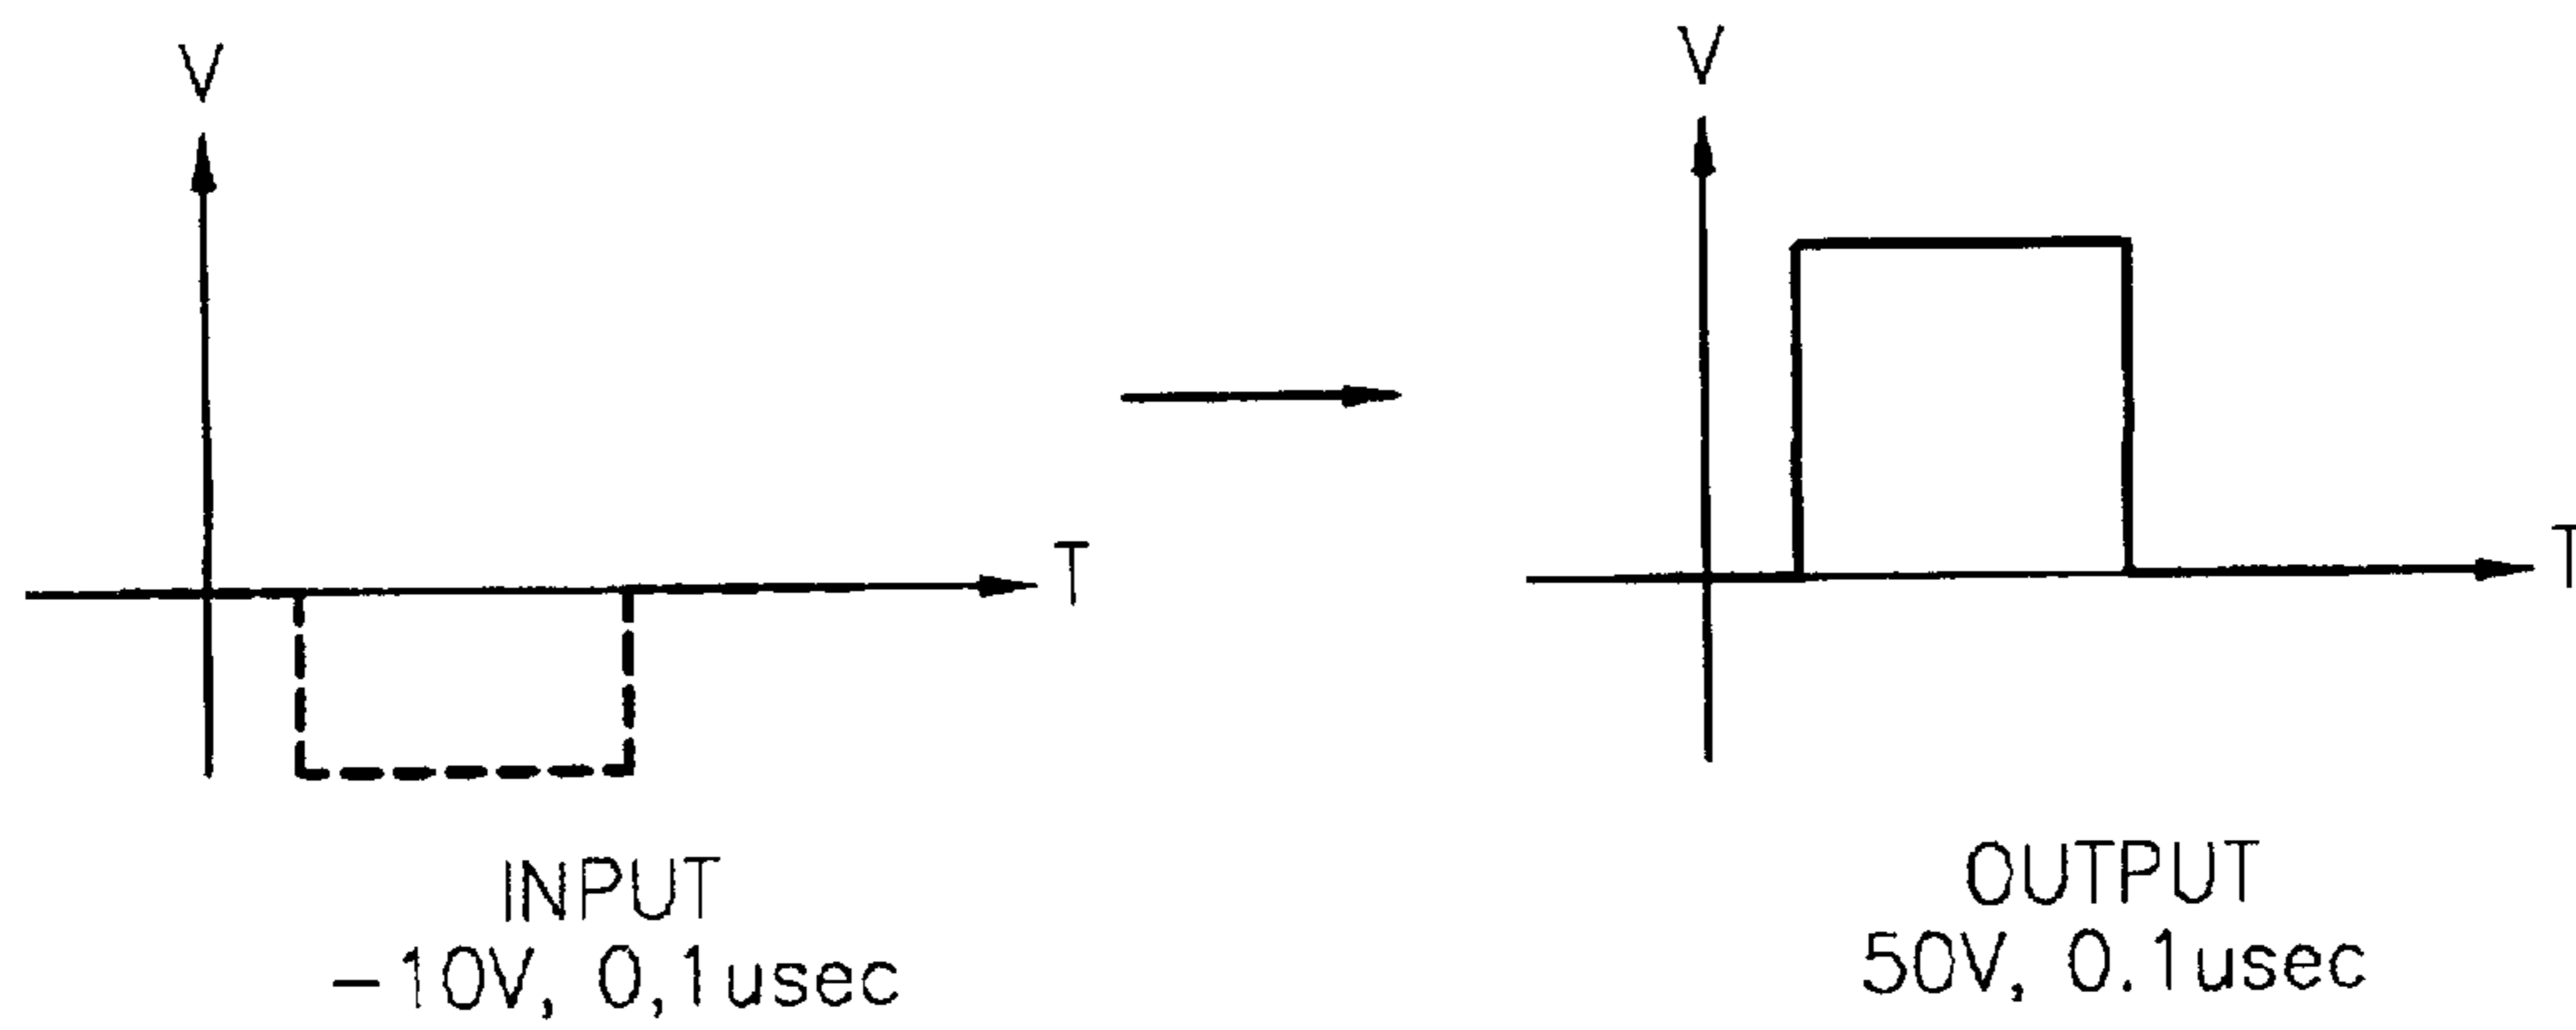 V
T
INPUT
-10V, 0,1usec
V
T
OUTPUT
50V, 0.1usec